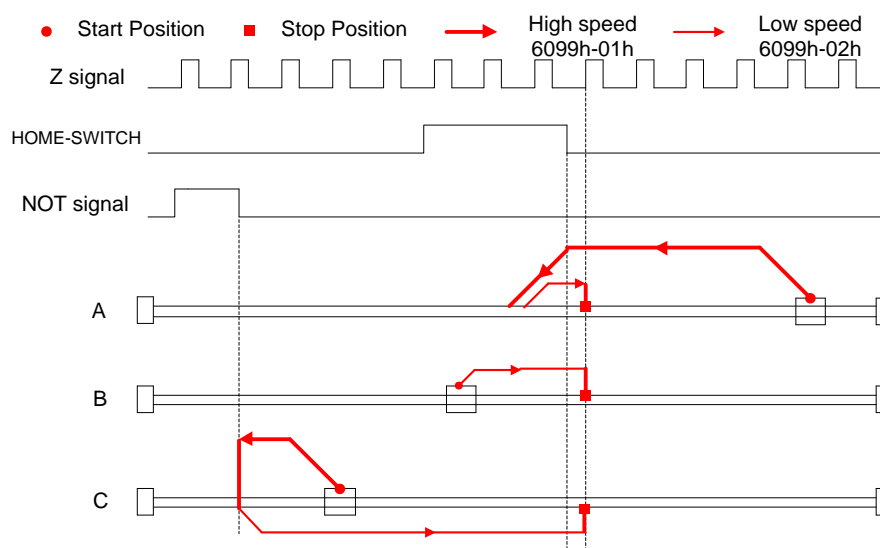 Start Position
Stop Position
High speed
6099h-01h
Low speed
6099h-02h
Z signal
HOME-SWITCH
NOT signal
A
B
C